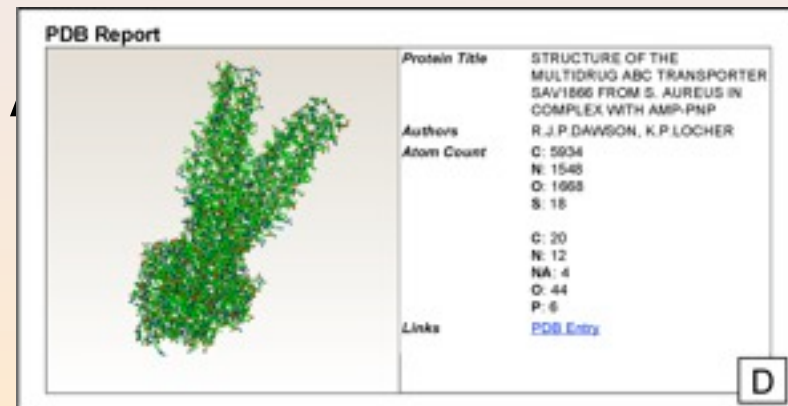 PDB Report
Protein Title STRUCTURE OF THE
MULTIDRUG ABC TRANSPORTER
SAV1866 FROM S. AUREUS IN
COMPLEX WITH AMP-PNP
Authors R.J.P.DAWSON, K.P.LOCHER
Atom Count C: 5934
N: 1548
O: 1668
S: 18
C: 20
N: 12
NA: 4
O: 44
P: 6
Links PDB Entry
D